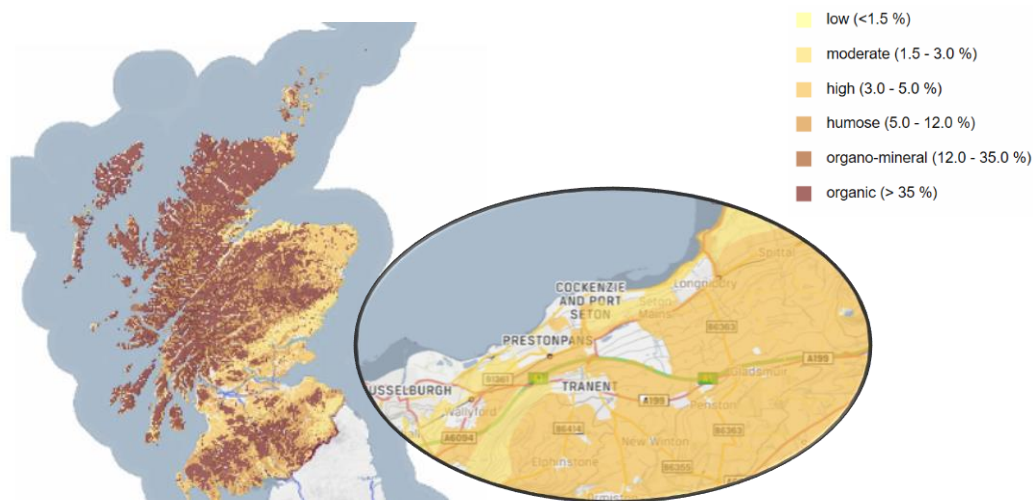 low (<1.5 %)
moderate (1.5 - 3.0 %)
high (3.0 - 5.0 %)
humose (5.0 - 12.0 %)
organo-mineral (12.0 - 35.0 %)
organic (> 35 %)
Spittal
COCKENZIE
AND PORT
SETON
Longniddry
Seton
Mains
B6363
PRESTONPANS
A199
Gladsmuir
B1361
USSELBURGH
TRANENT
A199
Penston
Wallyford
A6094
B6414
B6363
New Winton
Elphinstone
B6355